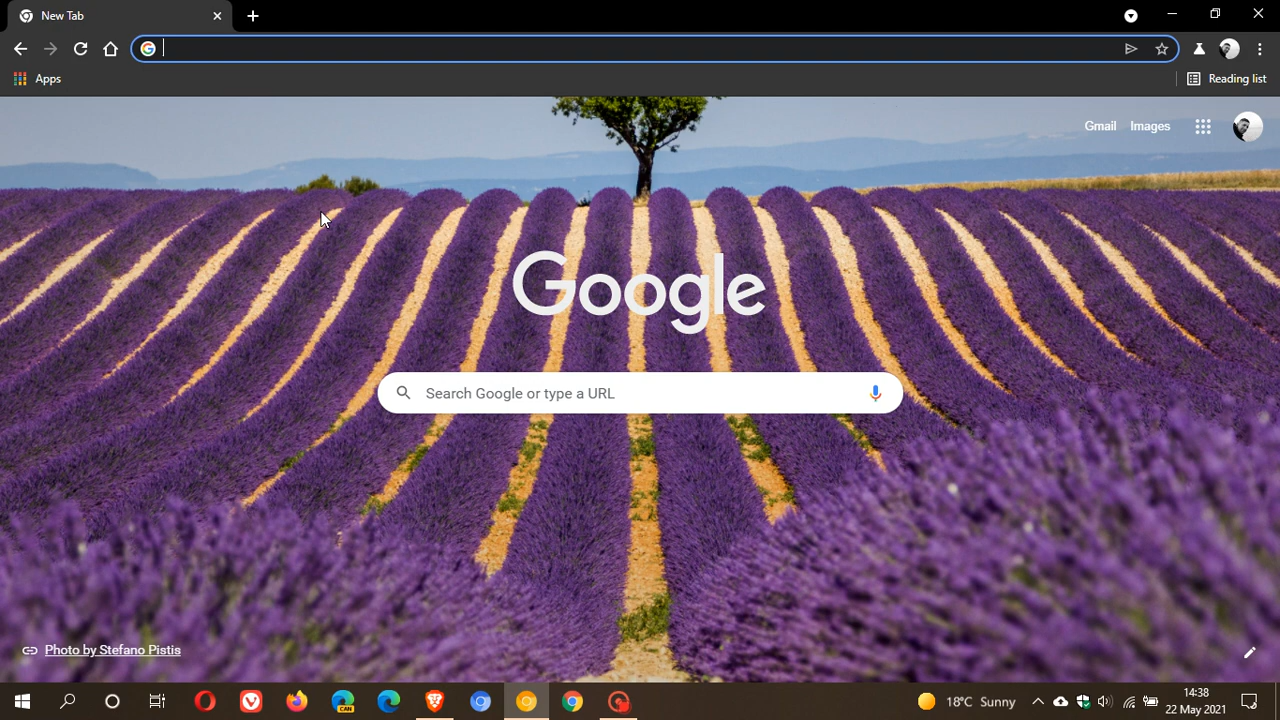 New Tab
Apps
Reading list
Gmail Images
Google
Search Google or type a URL
Photo by Stefano Pistis
CAN
18°C Sunny
14:38
22 May 2021